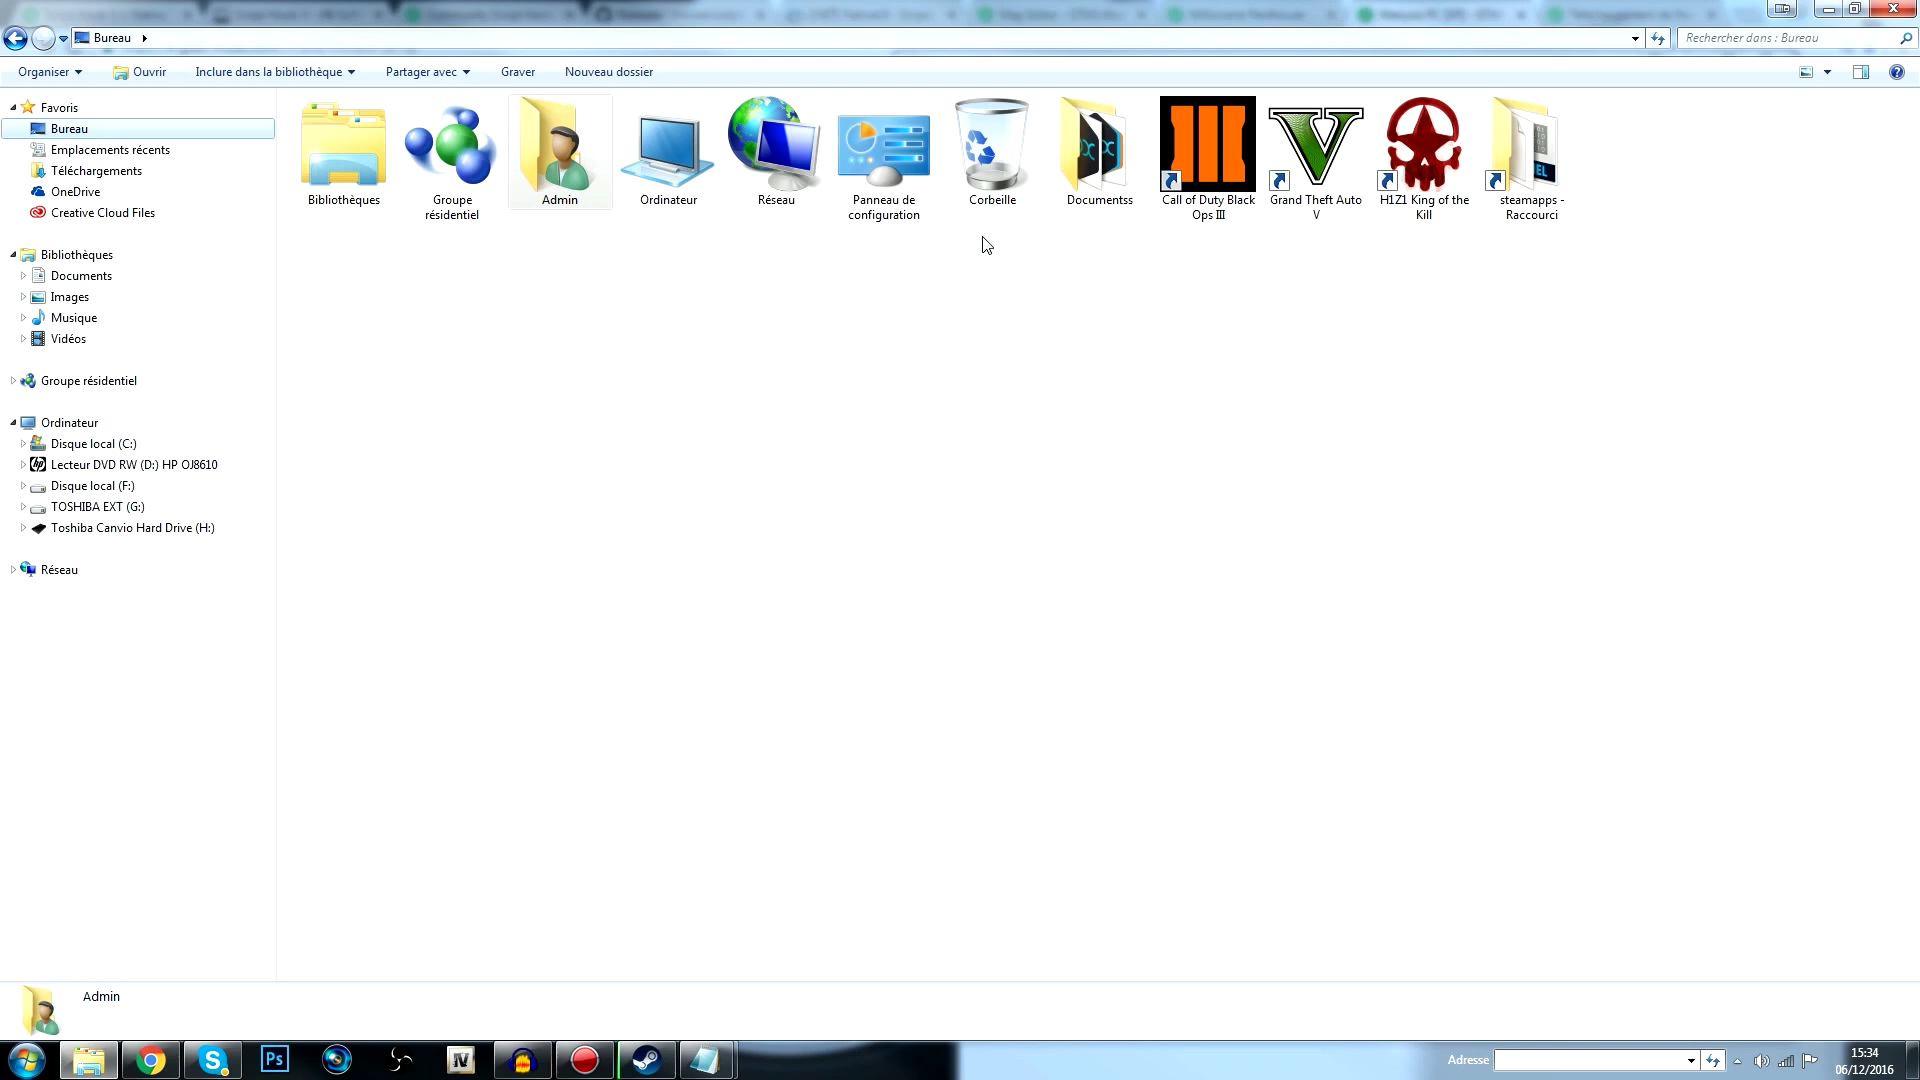 Bureau
Rechercher dans : Bureau
Organiser
Ouvrir
Inclure dans la bibliothèque
Partager avec
Graver
Nouveau dossier
Favoris
Bureau
Emplacements récents
Téléchargements
OneDrive
Creative Cloud Files
Bibliothèques
Documents
Images
Musique
Vidéos
Groupe résidentiel
Ordinateur
Disque local (C:)
Lecteur DVD RW (D:) HP OJ8610
Disque local (F:)
TOSHIBA EXT (G:)
Toshiba Canvio Hard Drive (H:)
Réseau
Bibliothèques
Groupe
résidentiel
Admin
Ordinateur
Réseau
Panneau de
configuration
Corbeille
Documentss
Call of Duty Black
Ops III
Grand Theft Auto
V
H1Z1 King of the
Kill
steamapps -
Raccourci
Admin
Ps
IV
Adresse
15:34
06/12/2016